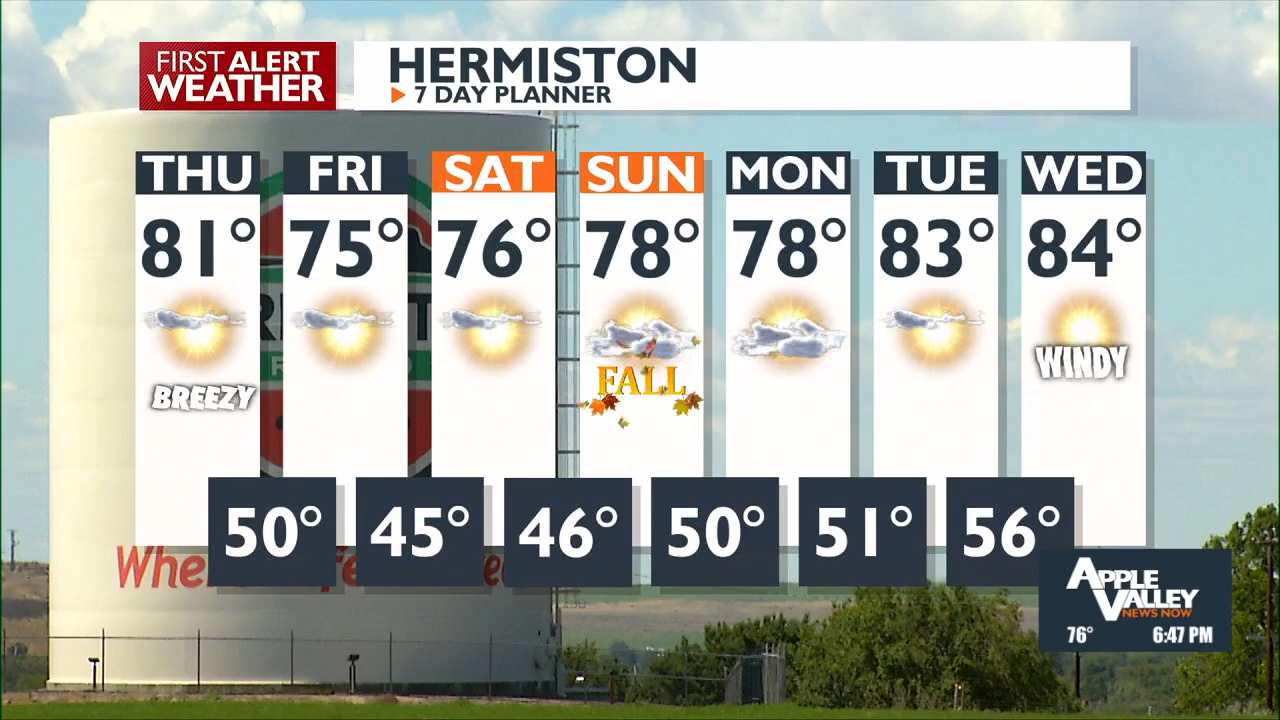 FIRST ALERT
WEATHER
HERMISTON
7 DAY PLANNER
THU FRI SAT SUN MON TUE WED
81° 75° 76° 78° 78° 83° 84°
BREEZY
FALL
WINDY
50° 45° 46° 50° 51° 56°
APPLE
VALLEY
NEWS NOW
76° 6:47 PM